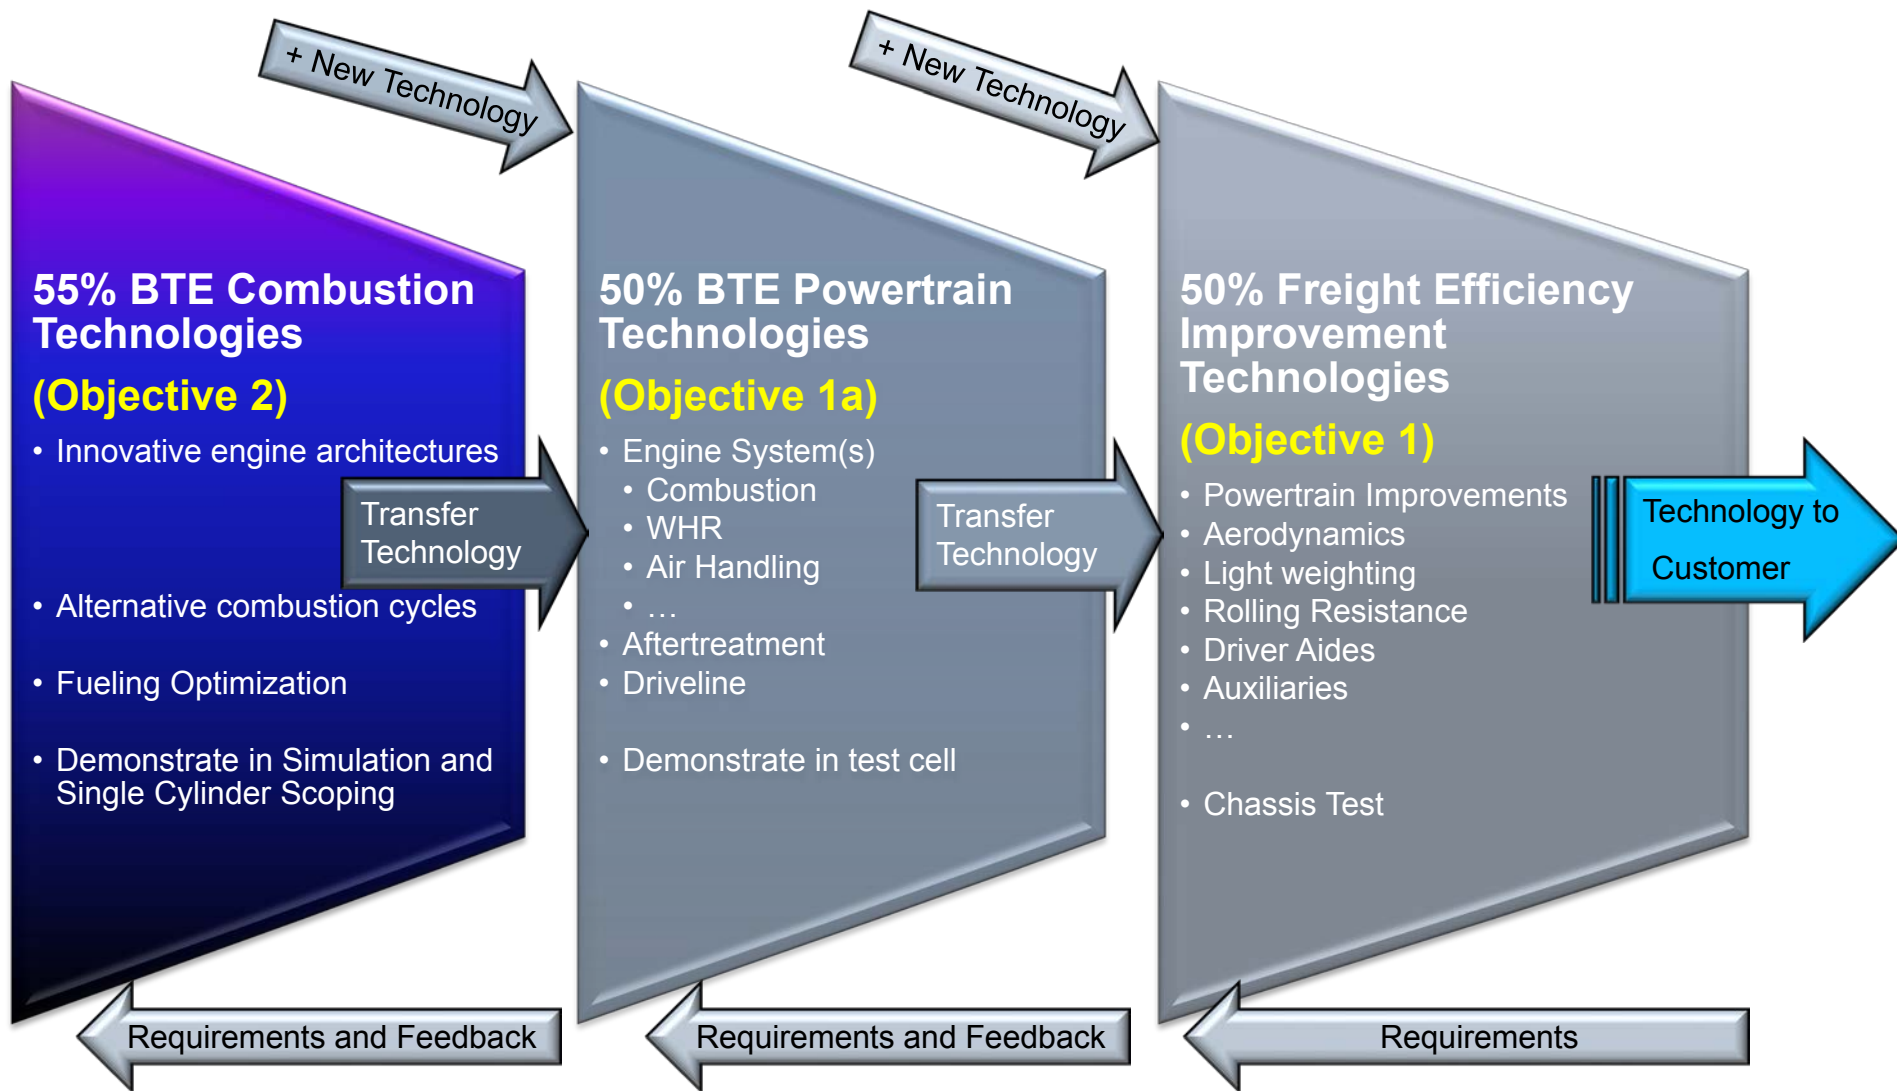 + New Technology
+ New Technology
55% BTE Combustion
Technologies
(Objective 2)
• Innovative engine architectures
• Alternative combustion cycles
• Fueling Optimization
• Demonstrate in Simulation and
Single Cylinder Scoping
Transfer
Technology
50% BTE Powertrain
Technologies
(Objective 1a)
• Engine System(s)
• Combustion
• WHR
• Air Handling
• …
• Aftertreatment
• Driveline
• Demonstrate in test cell
Transfer
Technology
50% Freight Efficiency
Improvement
Technologies
(Objective 1)
• Powertrain Improvements
• Aerodynamics
• Light weighting
• Rolling Resistance
• Driver Aides
• Auxiliaries
• …
• Chassis Test
Technology to
Customer
Requirements and Feedback
Requirements and Feedback
Requirements